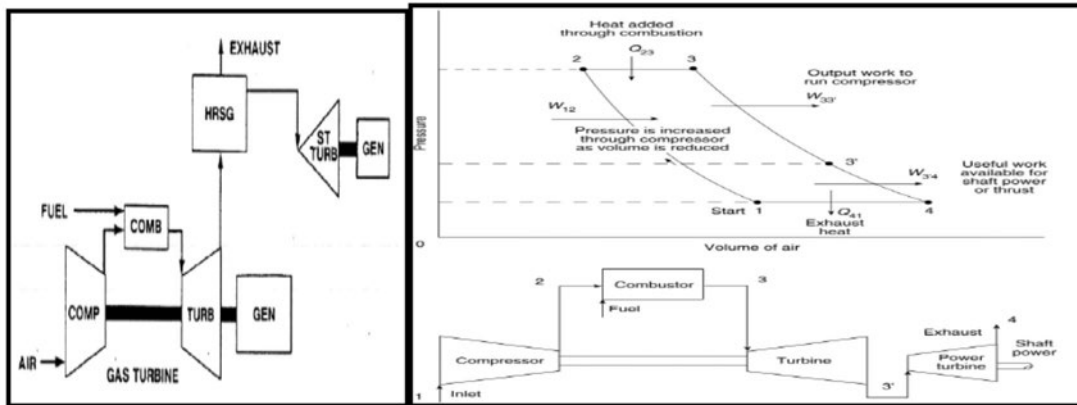 EXHAUST
HRSG
ST
TURB
GEN
FUEL
COMB
COMP
TURB
GEN
AIR
GAS TURBINE
Heat added
through combustion
Q23
2
3
Output work to
run compressor
W33'
W12
Pressure is increased
through compressor
as volume is reduced
Pressure
3'
Useful work
available for
shaft power
or thrust
W3'4
Start 1
Q41
4
Exhaust
heat
0
Volume of air
2
Combustor
3
Fuel
Exhaust
4
Shaft
power
Compressor
Turbine
Power
turbine
3'
1
Inlet